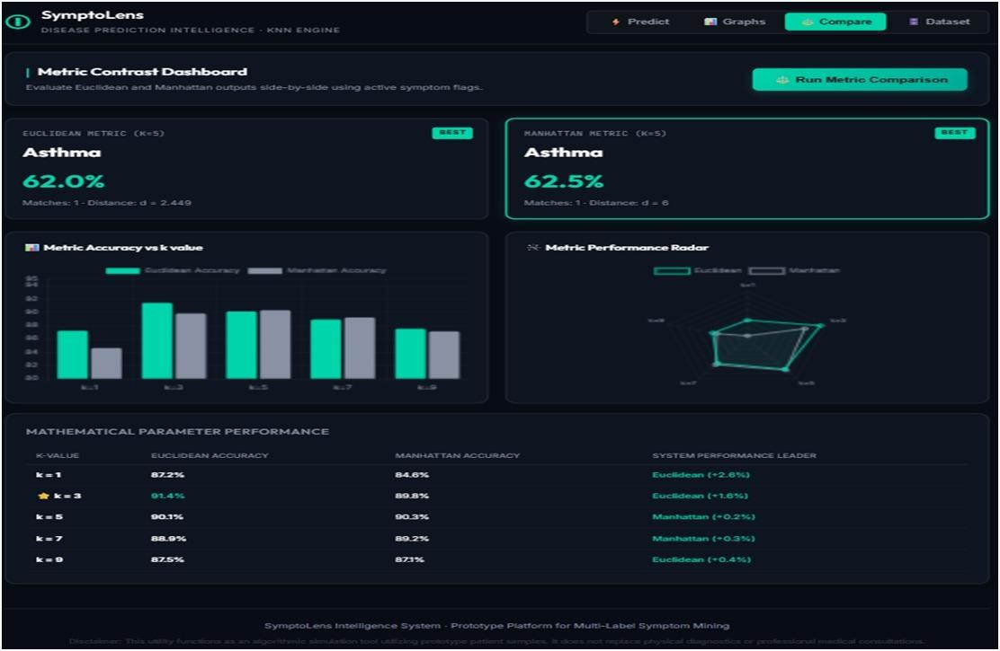 SymptoLens
DISEASE PREDICTION INTELLIGENCE · KNN ENGINE
Predict
Graphs
Compare
Dataset
Metric Contrast Dashboard
Evaluate Euclidean and Manhattan outputs side-by-side using active symptom flags.
Run Metric Comparison
EUCLIDEAN METRIC (K=5)
BEST
Asthma
62.0%
Matches: 1 · Distance: d = 2.449
MANHATTAN METRIC (K=5)
BEST
Asthma
62.5%
Matches: 1 · Distance: d = 6
Metric Accuracy vs k value
Euclidean Accuracy
Manhattan Accuracy
95
94
92
90
88
86
84
82
80
k=1
k=3
k=5
k=7
k=9
Metric Performance Radar
Euclidean
Manhattan
k=1
k=9
k=3
k=7
k=5
MATHEMATICAL PARAMETER PERFORMANCE
K-VALUE EUCLIDEAN ACCURACY MANHATTAN ACCURACY SYSTEM PERFORMANCE LEADER
k = 1 87.2% 84.6% Euclidean (+2.6%)
k = 3 91.4% 89.8% Euclidean (+1.6%)
k = 5 90.1% 90.3% Manhattan (+0.2%)
k = 7 88.9% 89.2% Manhattan (+0.3%)
k = 9 87.5% 87.1% Euclidean (+0.4%)
SymptoLens Intelligence System · Prototype Platform for Multi-Label Symptom Mining
Disclaimer: This utility functions as an algorithmic simulation tool utilizing prototype patient samples. It does not replace physical diagnostics or professional medical consultations.